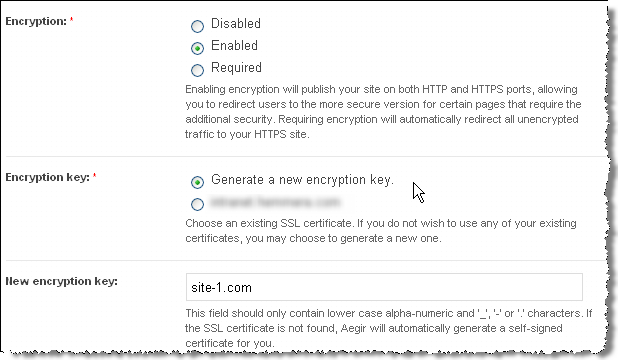 Encryption: *
Disabled
Enabled
Required
Enabling encryption will publish your site on both HTTP and HTTPS ports, allowing
you to redirect users to the more secure version for certain pages that require the
additional security. Requiring encryption will automatically redirect all unencrypted
traffic to your HTTPS site.
Encryption key: *
Generate a new encryption key.
Choose an existing SSL certificate. If you do not wish to use any of your existing
certificates, you may choose to generate a new one.
New encryption key:
site-1.com
This field should only contain lower case alpha-numeric and '_', '-' or '.' characters. If
the SSL certificate is not found, Aegir will automatically generate a self-signed
certificate for you.